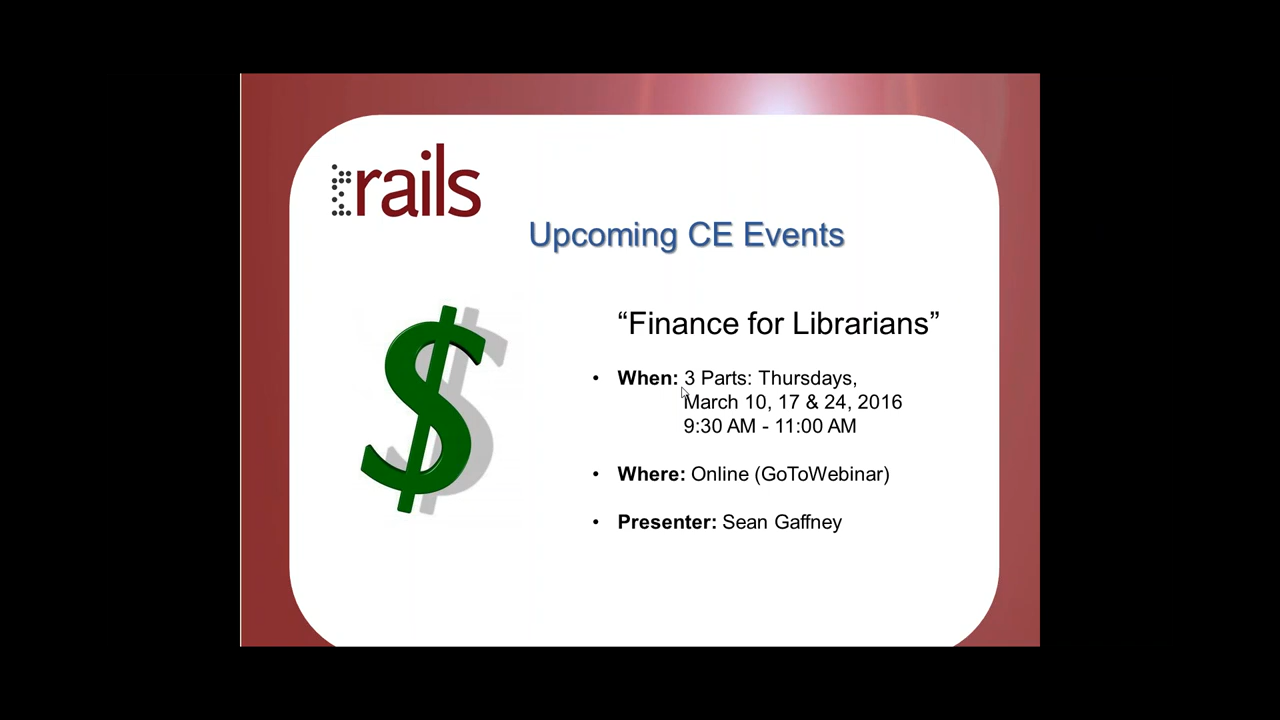 rails
Upcoming CE Events
$
“Finance for Librarians”
• When: 3 Parts: Thursdays,
March 10, 17 & 24, 2016
9:30 AM - 11:00 AM
• Where: Online (GoToWebinar)
• Presenter: Sean Gaffney